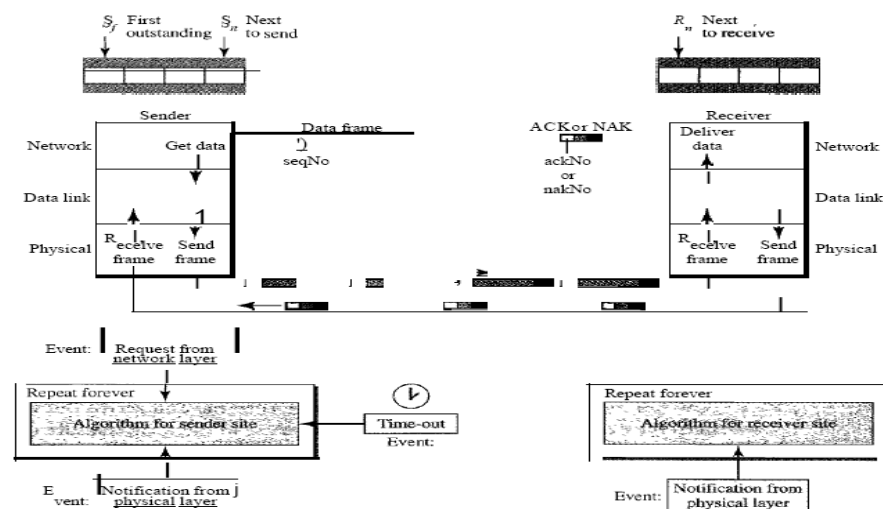 S_f First outstanding
S_n Next to send
R_n Next to receive
Sender
Receiver
Data frame
ACK or NAK
Network
Get data
seqNo
ackNo
or
nakNo
Deliver
data
Network
Data link
Data link
Physical
Receive
frame
Send
frame
Receive
frame
Send
frame
Physical
Event:
Request from
network layer
Repeat forever
Algorithm for sender site
Time-out
Event:
Repeat forever
Algorithm for receiver site
Event:
Notification from
physical layer
Event:
Notification from
physical layer